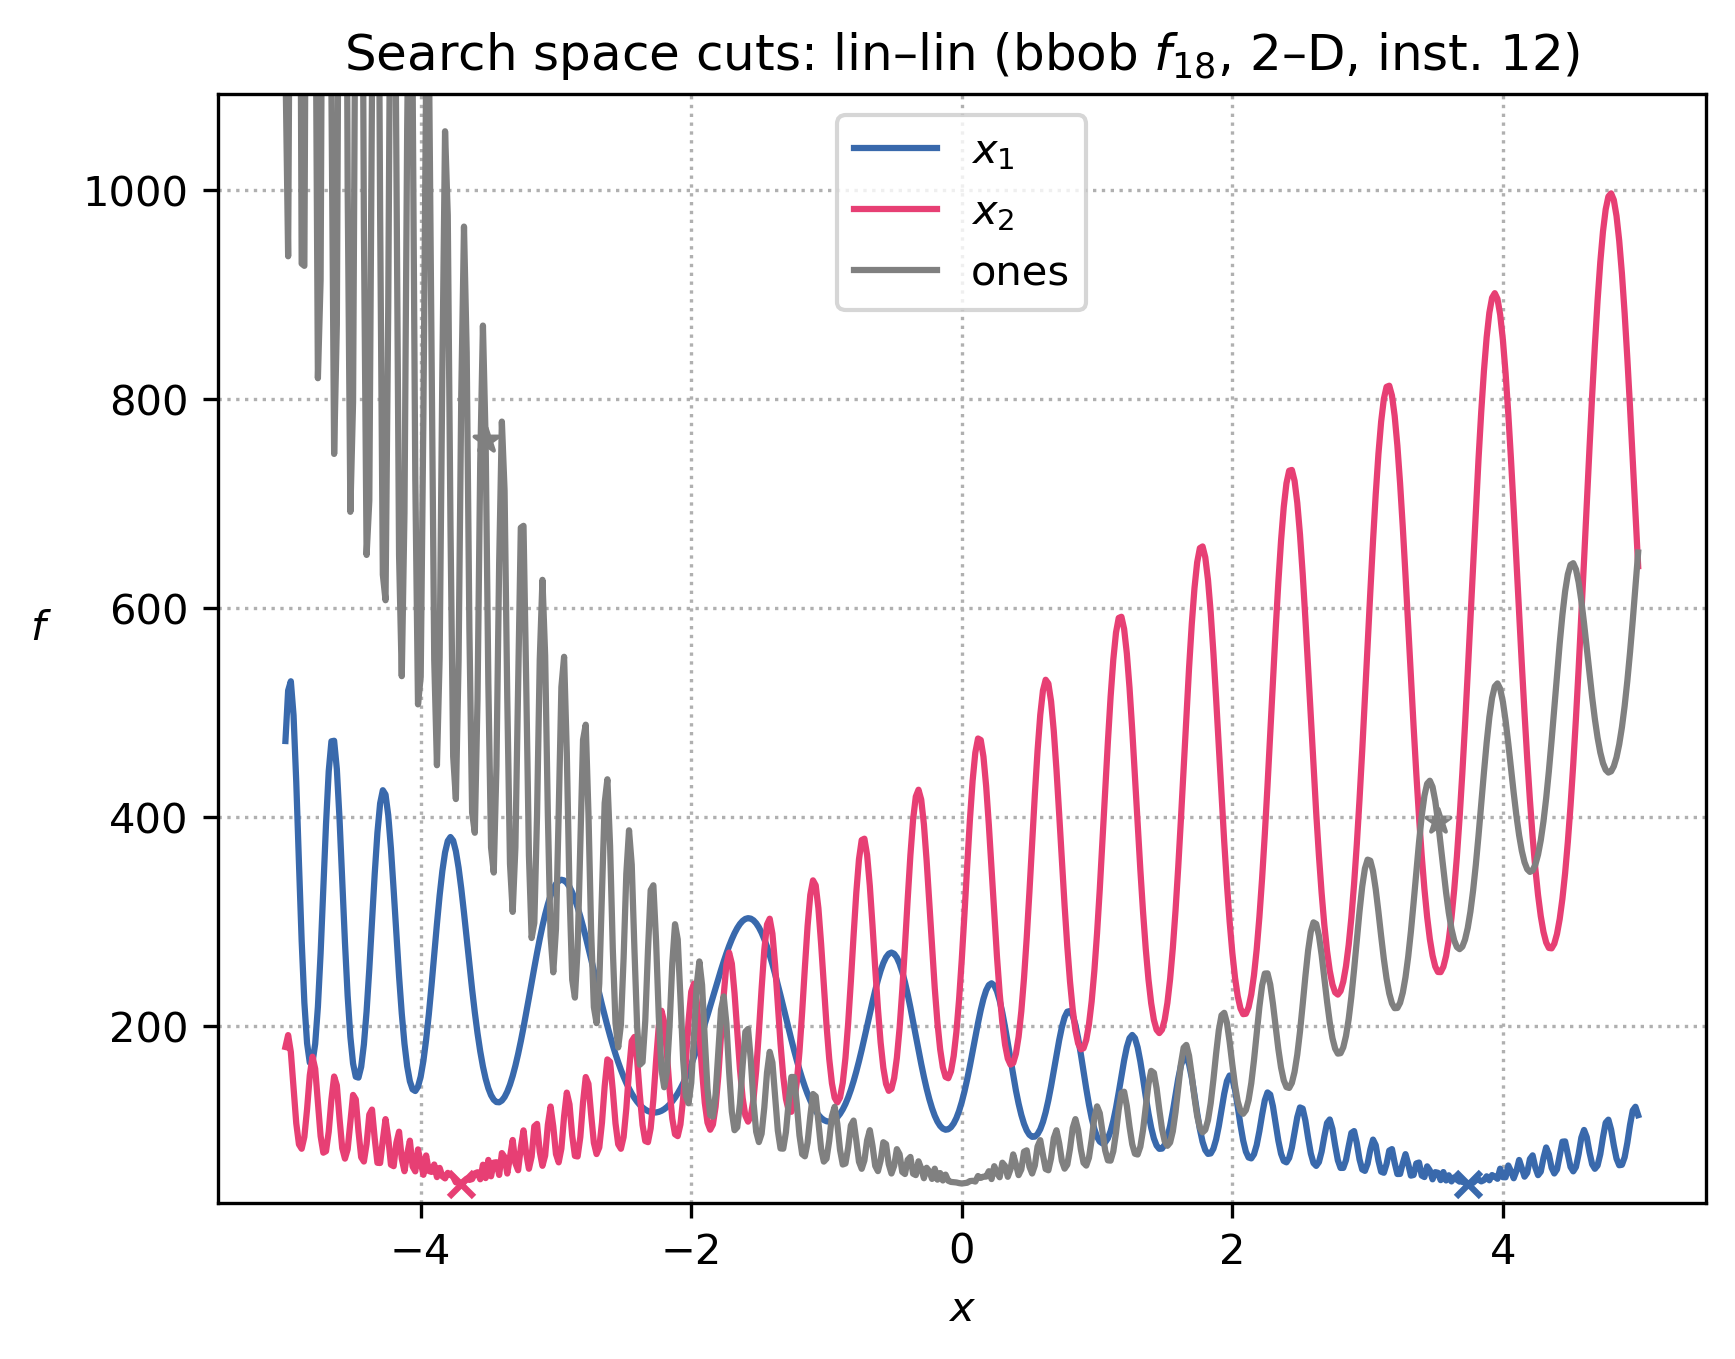 Search space cuts: lin–lin (bbob f₁₈, 2–D, inst. 12)
x₁
x₂
ones
1000
800
600
400
200
f
−4 −2 0 2 4
x